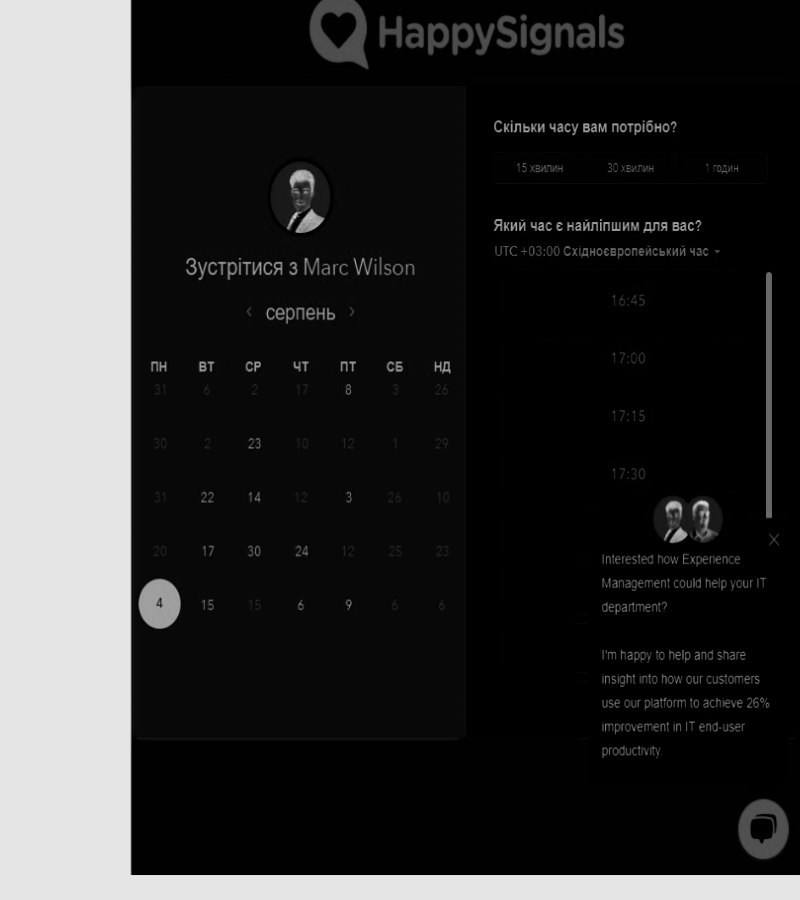 HappySignals
Зустрітися з Marc Wilson
серпень
ПН ВТ СР ЧТ ПТ СБ НД
31 6 2 17 8 3 26
30 2 23 10 12 1 29
31 22 14 12 3 26 10
20 17 30 24 12 25 23
4 15 15 6 9 6 6
Скільки часу вам потрібно?
15 хвилин 30 хвилин 1 годин
Який час є найліпшим для вас?
UTC +03:00 Східноєвропейський час
16:45
17:00
17:15
17:30
Interested how Experience
Management could help your IT
department?
I'm happy to help and share
insight into how our customers
use our platform to achieve 26%
improvement in IT end-user
productivity.